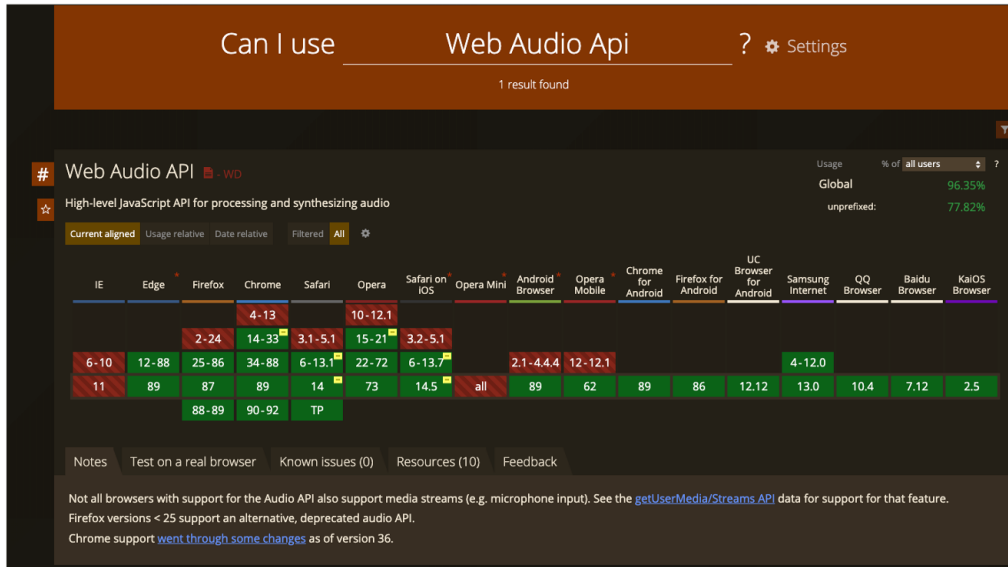 Can I use Web Audio Api ? Settings
1 result found
# Web Audio API - WD
Usage % of all users ?
Global 96.35%
unprefixed: 77.82%
High-level JavaScript API for processing and synthesizing audio
Current aligned Usage relative Date relative Filtered All
IE Edge * Firefox Chrome Safari Opera Safari on iOS * Opera Mini * Android Browser * Opera Mobile * Chrome for Android Firefox for Android UC Browser for Android Samsung Internet QQ Browser Baidu Browser KaiOS Browser
4-13 10-12.1
2-24 14-33 3.1-5.1 15-21 3.2-5.1
6-10 12-88 25-86 34-88 6-13.1 22-72 6-13.7 2.1-4.4.4 12-12.1 4-12.0
11 89 87 89 14 73 14.5 all 89 62 89 86 12.12 13.0 10.4 7.12 2.5
88-89 90-92 TP
Notes Test on a real browser Known issues (0) Resources (10) Feedback
Not all browsers with support for the Audio API also support media streams (e.g. microphone input). See the getUserMedia/Streams API data for support for that feature.
Firefox versions < 25 support an alternative, deprecated audio API.
Chrome support went through some changes as of version 36.